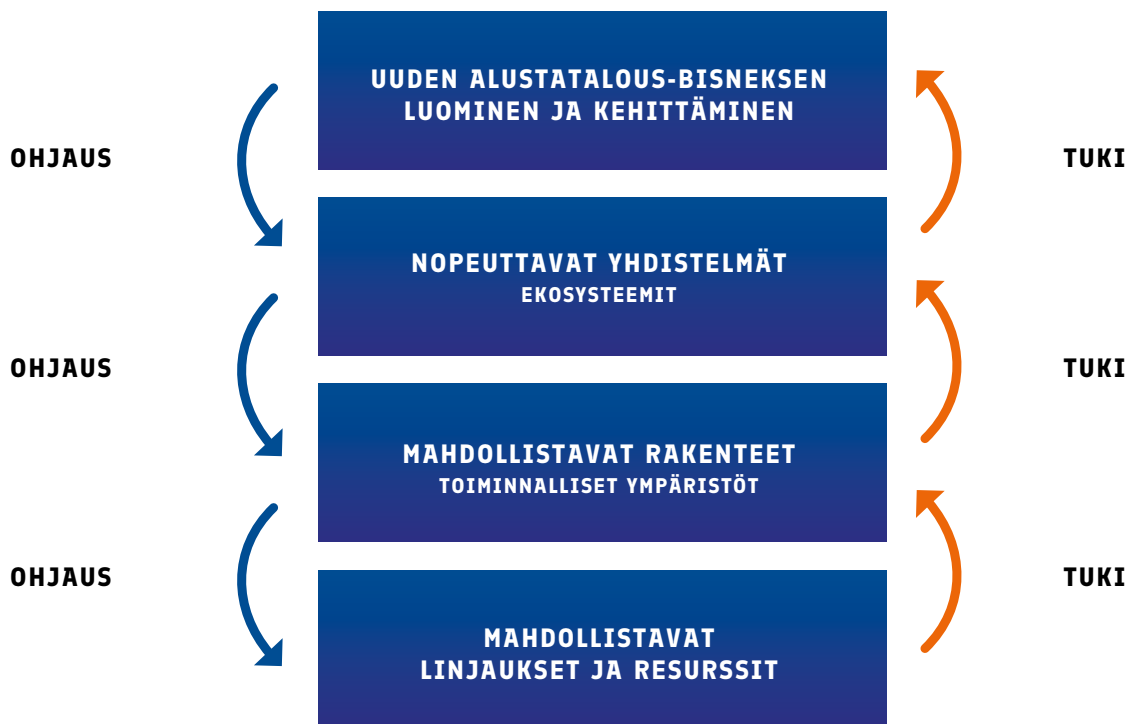 UUDEN ALUSTATALOUS-BISNEKSEN
LUOMINEN JA KEHITTÄMINEN
OHJAUS
TUKI
NOPEUTTAVAT YHDISTELMÄT
EKOSYSTEEMIT
OHJAUS
TUKI
MAHDOLLISTAVAT RAKENTEET
TOIMINNALLISET YMPÄRISTÖT
OHJAUS
TUKI
MAHDOLLISTAVAT
LINJAUKSET JA RESURSSIT